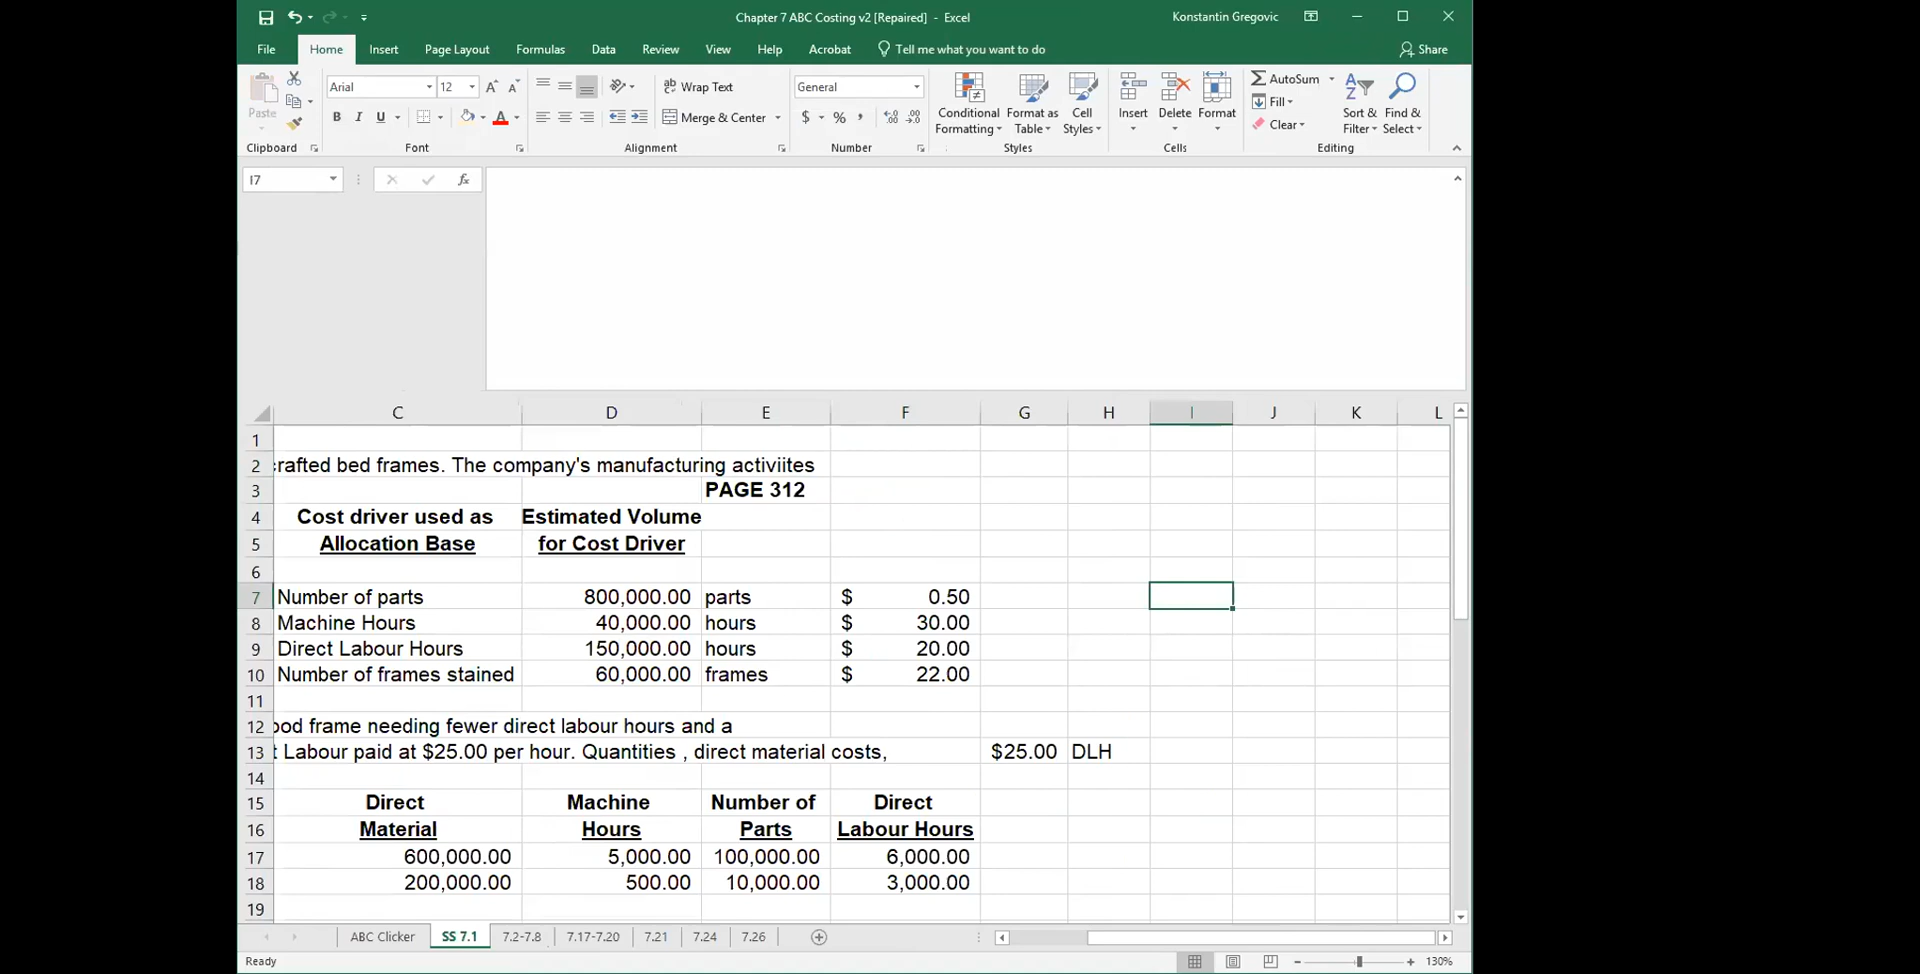 Chapter 7 ABC Costing v2 [Repaired] - Excel
Konstantin Gregovic
File Home Insert Page Layout Formulas Data Review View Help Acrobat Tell me what you want to do Share
Paste
Arial 12
B I U A
Wrap Text
Merge & Center
General
$ % ,
Conditional Formatting
Format as Table
Cell Styles
Insert
Delete
Format
AutoSum
Fill
Clear
Sort & Filter
Find & Select
Clipboard Font Alignment Number Styles Cells Editing
I7 fx
C D E F G H I J K L
1
2 crafted bed frames. The company's manufacturing activiites
3 PAGE 312
4 Cost driver used as Estimated Volume
5 Allocation Base for Cost Driver
6
7 Number of parts 800,000.00 parts $ 0.50
8 Machine Hours 40,000.00 hours $ 30.00
9 Direct Labour Hours 150,000.00 hours $ 20.00
10 Number of frames stained 60,000.00 frames $ 22.00
11
12 ood frame needing fewer direct labour hours and a
13 t Labour paid at $25.00 per hour. Quantities , direct material costs, $25.00 DLH
14
15 Direct Machine Number of Direct
16 Material Hours Parts Labour Hours
17 600,000.00 5,000.00 100,000.00 6,000.00
18 200,000.00 500.00 10,000.00 3,000.00
19
ABC Clicker SS 7.1 7.2-7.8 7.17-7.20 7.21 7.24 7.26
Ready 130%